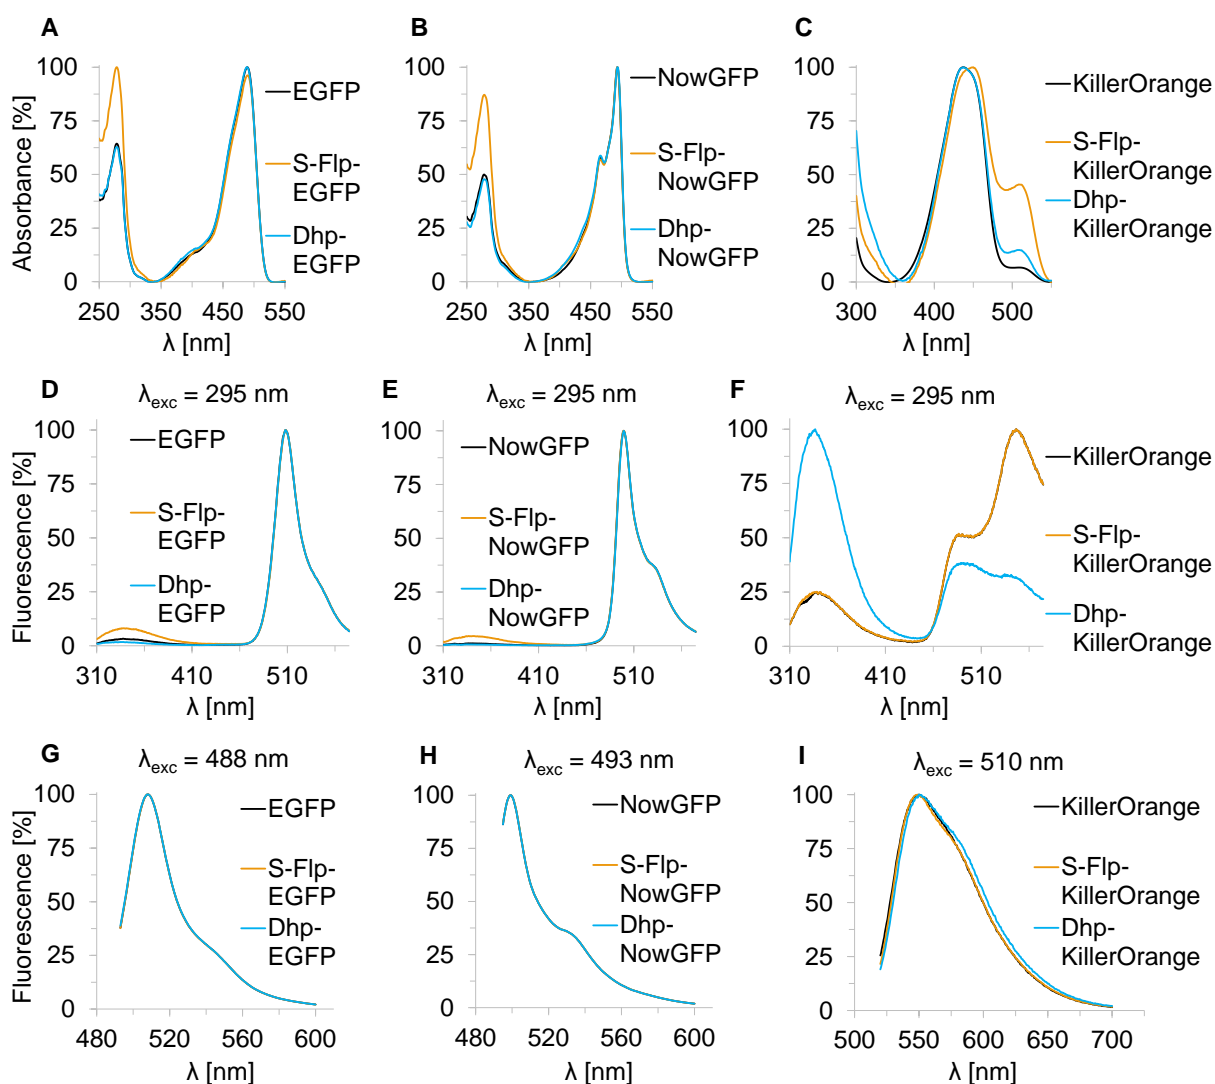 A
Absorbance [%]
100
75
50
25
0
250 350 450 550
λ [nm]
EGFP
S-Flp-
EGFP
Dhp-
EGFP
B
100
75
50
25
0
250 350 450 550
λ [nm]
NowGFP
S-Flp-
NowGFP
Dhp-
NowGFP
C
100
75
50
25
0
300 400 500
λ [nm]
KillerOrange
S-Flp-
KillerOrange
Dhp-
KillerOrange
D
λexc = 295 nm
Fluorescence [%]
100
75
50
25
0
310 410 510
λ [nm]
EGFP
S-Flp-
EGFP
Dhp-
EGFP
E
λexc = 295 nm
100
75
50
25
0
310 410 510
λ [nm]
NowGFP
S-Flp-
NowGFP
Dhp-
NowGFP
F
λexc = 295 nm
100
75
50
25
0
310 410 510
λ [nm]
KillerOrange
S-Flp-
KillerOrange
Dhp-
KillerOrange
G
λexc = 488 nm
Fluorescence [%]
100
75
50
25
0
480 520 560 600
λ [nm]
EGFP
S-Flp-
EGFP
Dhp-
EGFP
H
λexc = 493 nm
100
75
50
25
0
480 520 560 600
λ [nm]
NowGFP
S-Flp-
NowGFP
Dhp-
NowGFP
I
λexc = 510 nm
100
75
50
25
0
500 550 600 650 700
λ [nm]
KillerOrange
S-Flp-
KillerOrange
Dhp-
KillerOrange